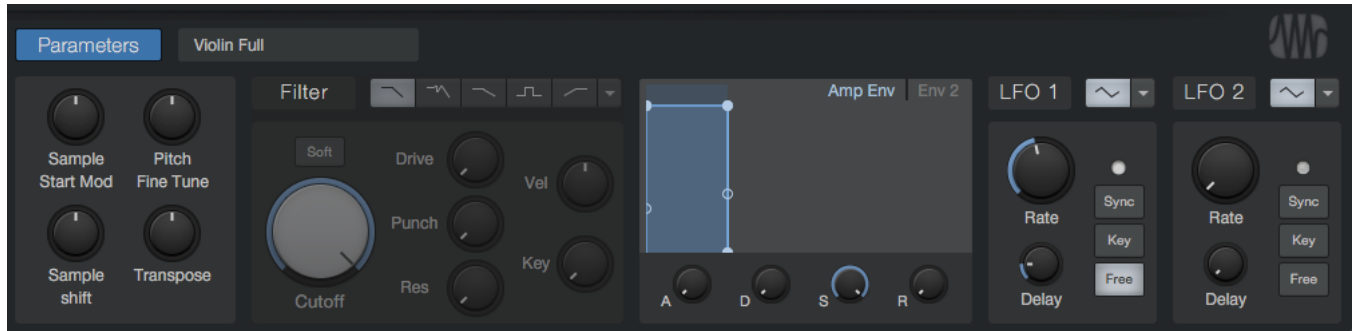 Parameters Violin Full
Filter Amp Env Env 2 LFO 1 LFO 2
Sample Start Mod
Pitch Fine Tune
Sample shift
Transpose
Soft
Drive
Vel
Punch
Key
Res
Cutoff
A D S R
Rate
Sync
Key
Free
Delay
Rate
Sync
Key
Free
Delay